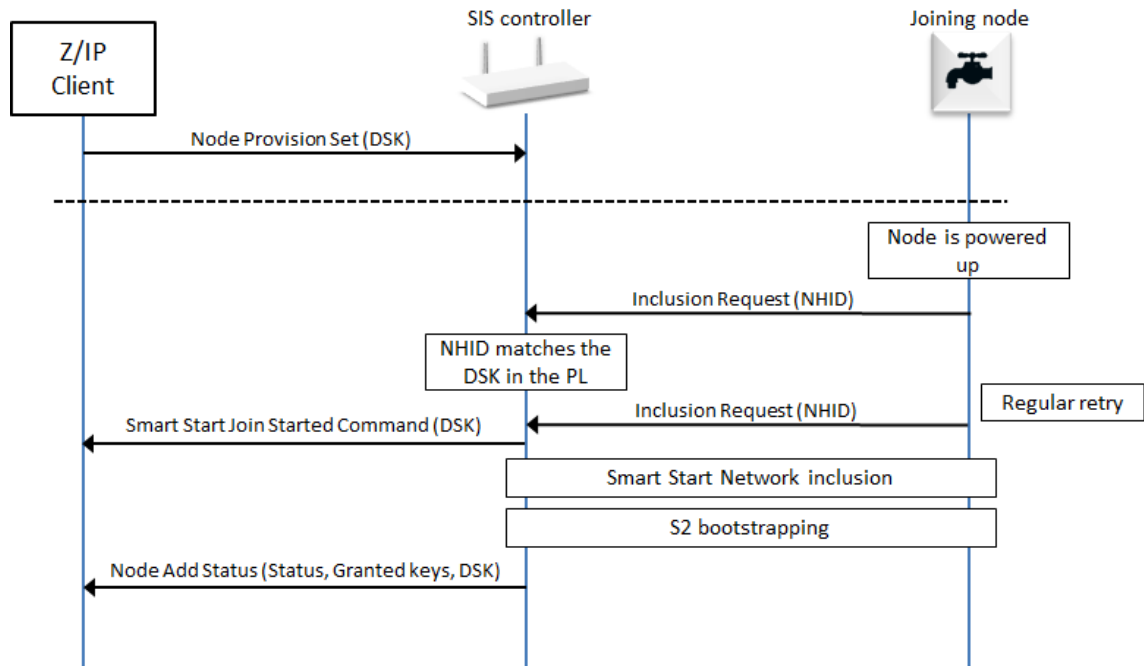 SIS controller
Joining node
Z/IP
Client
Node Provision Set (DSK)
Node is powered
up
Inclusion Request (NHID)
NHID matches the
DSK in the PL
Regular retry
Inclusion Request (NHID)
Smart Start Join Started Command (DSK)
Smart Start Network inclusion
S2 bootstrapping
Node Add Status (Status, Granted keys, DSK)